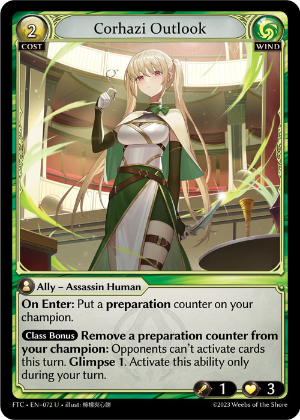 2
Corhazi Outlook
COST
WIND
Ally – Assassin Human
On Enter: Put a preparation counter on your
champion.
Class Bonus Remove a preparation counter from
your champion: Opponents can't activate cards
this turn. Glimpse 1. Activate this ability only
during your turn.
1
3
FTC • EN–072 U • illust:
©2023 Weebs of the Shore